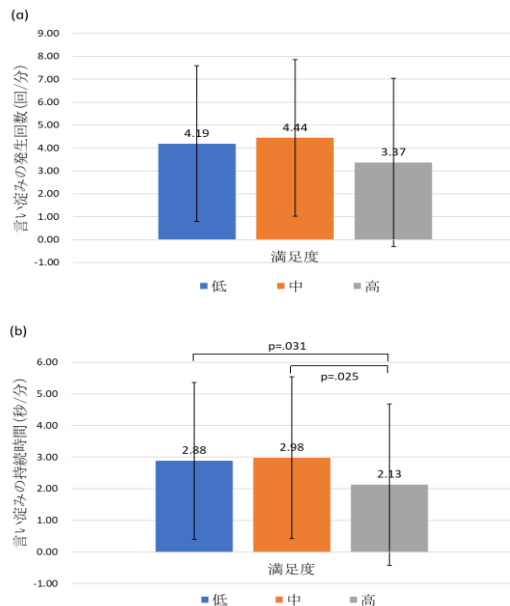 (a)
言い淀みの発生回数(回/分)
9.00
8.00
7.00
6.00
5.00
4.00
3.00
2.00
1.00
0.00
-1.00
4.19
4.44
3.37
満足度
低 中 高
(b)
言い淀みの持続時間(秒/分)
6.00
5.00
4.00
3.00
2.00
1.00
0.00
-1.00
p=.031
p=.025
2.88
2.98
2.13
満足度
低 中 高